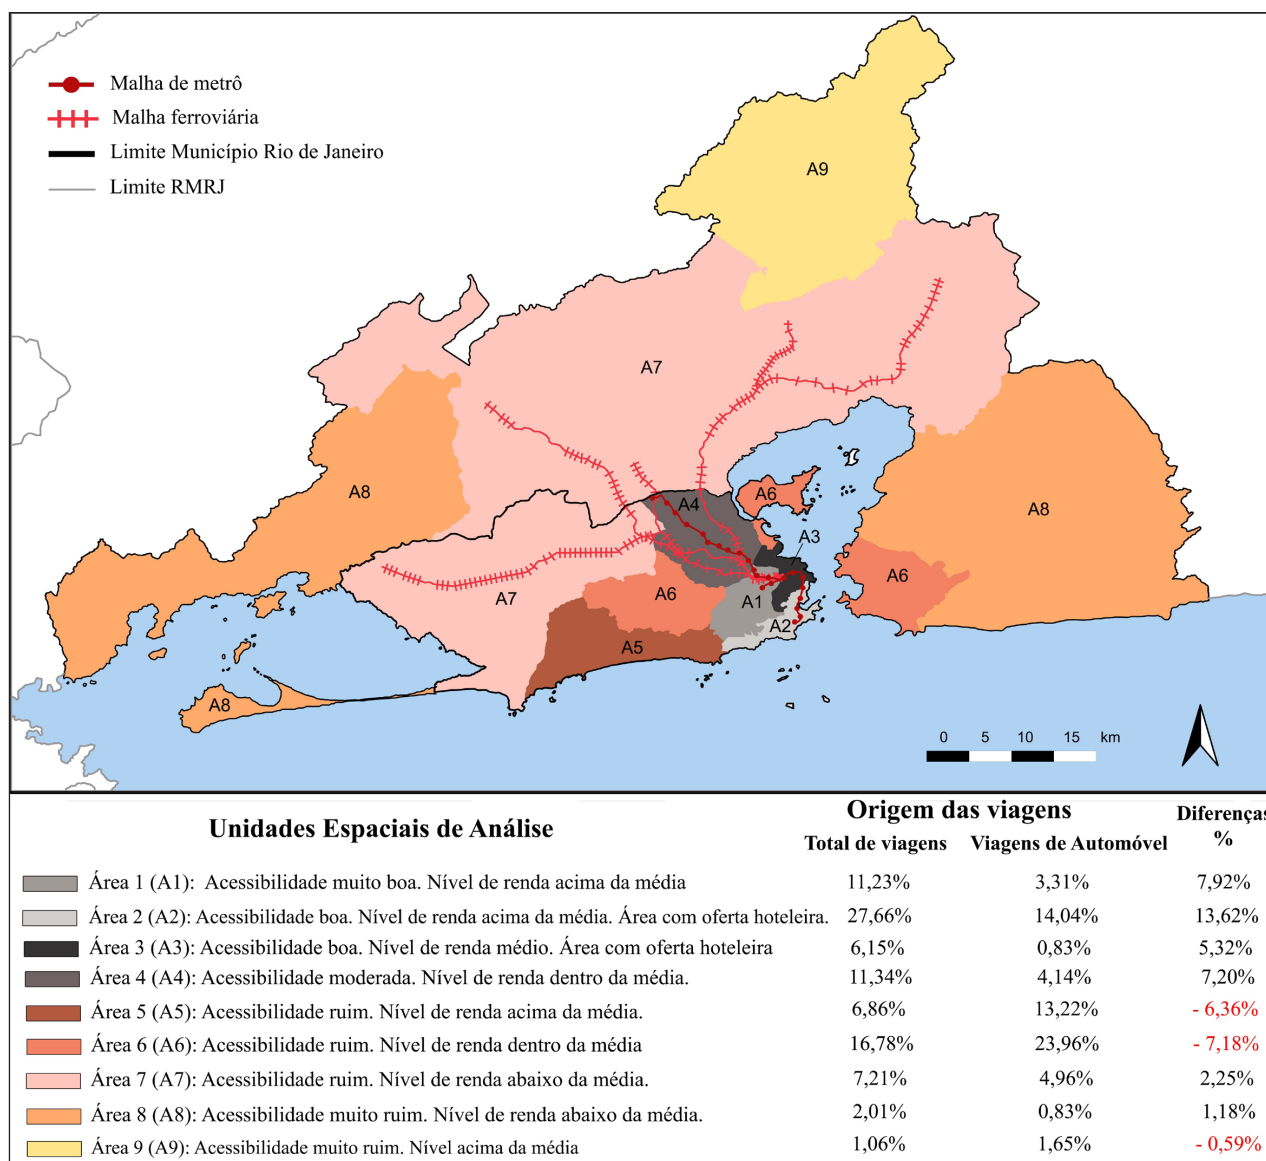 Malha de metrô
Malha ferroviária
Limite Município Rio de Janeiro
Limite RMRJ
A9
A7
A8
A4
A6
A3
A8
A6
A7
A6
A1
A2
A5
A8
0 5 10 15 km
Unidades Espaciais de Análise
Origem das viagens
Total de viagens Viagens de Automóvel
Diferenças
%
Área 1 (A1): Acessibilidade muito boa. Nível de renda acima da média 11,23% 3,31% 7,92%
Área 2 (A2): Acessibilidade boa. Nível de renda acima da média. Área com oferta hoteleira. 27,66% 14,04% 13,62%
Área 3 (A3): Acessibilidade boa. Nível de renda médio. Área com oferta hoteleira 6,15% 0,83% 5,32%
Área 4 (A4): Acessibilidade moderada. Nível de renda dentro da média. 11,34% 4,14% 7,20%
Área 5 (A5): Acessibilidade ruim. Nível de renda acima da média. 6,86% 13,22% - 6,36%
Área 6 (A6): Acessibilidade ruim. Nível de renda dentro da média 16,78% 23,96% - 7,18%
Área 7 (A7): Acessibilidade ruim. Nível de renda abaixo da média. 7,21% 4,96% 2,25%
Área 8 (A8): Acessibilidade muito ruim. Nível de renda abaixo da média. 2,01% 0,83% 1,18%
Área 9 (A9): Acessibilidade muito ruim. Nível acima da média 1,06% 1,65% - 0,59%